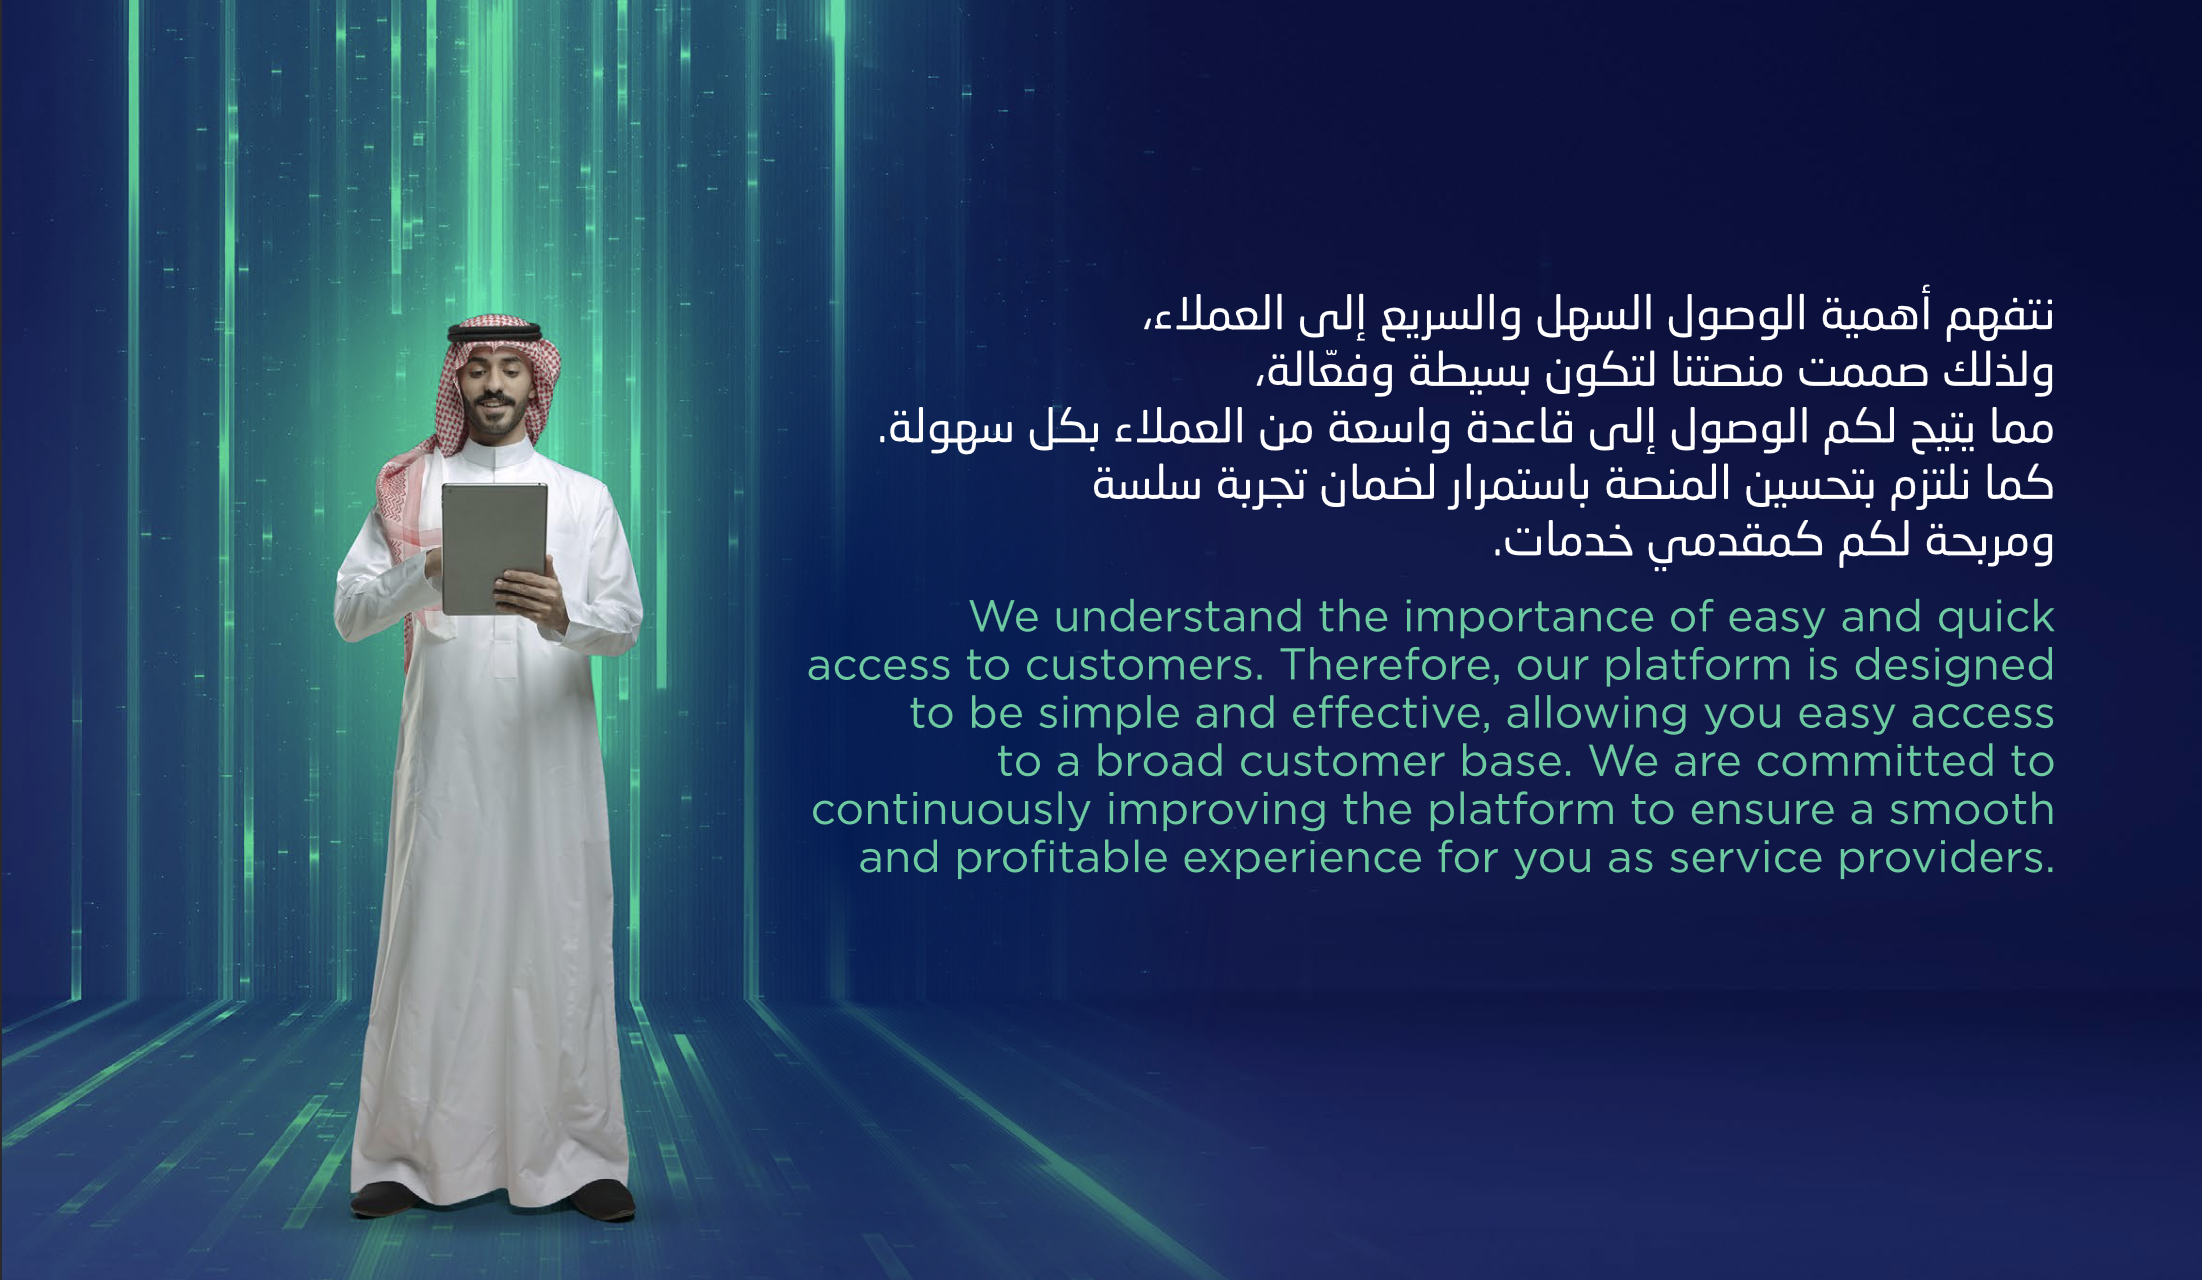 نتفهم أهمية الوصول السهل والسريع إلى العملاء،
ولذلك صممت منصتنا لتكون بسيطة وفعّالة،
مما يتيح لكم الوصول إلى قاعدة واسعة من العملاء بكل سهولة.
كما نلتزم بتحسين المنصة باستمرار لضمان تجربة سلسة
ومربحة لكم كمقدمي خدمات.
We understand the importance of easy and quick
access to customers. Therefore, our platform is designed
to be simple and effective, allowing you easy access
to a broad customer base. We are committed to
continuously improving the platform to ensure a smooth
and profitable experience for you as service providers.